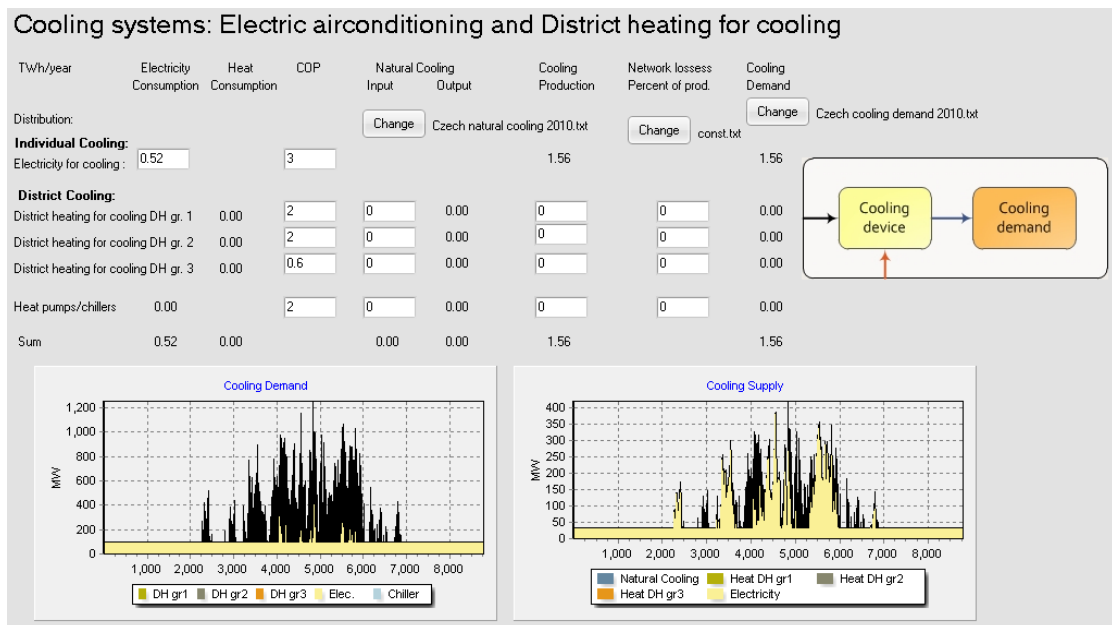 Cooling systems: Electric airconditioning and District heating for cooling
TWh/year Electricity Heat COP Natural Cooling Cooling Network lossess Cooling
Consumption Consumption Input Output Production Percent of prod. Demand
Distribution: Change Czech natural cooling 2010.txt Change const.txt Change Czech cooling demand 2010.txt
Individual Cooling:
Electricity for cooling : 0.52 3 1.56 1.56
District Cooling:
District heating for cooling DH gr. 1 0.00 2 0 0.00 0 0 0.00
District heating for cooling DH gr. 2 0.00 2 0 0.00 0 0 0.00
District heating for cooling DH gr. 3 0.00 0.6 0 0.00 0 0 0.00
Heat pumps/chillers 0.00 2 0 0.00 0 0 0.00
Sum 0.52 0.00 0.00 0.00 1.56 1.56
Cooling device
Cooling demand
Cooling Demand
1,200
1,000
800
600
400
200
0
MW
1,000 2,000 3,000 4,000 5,000 6,000 7,000 8,000
DH gr1 DH gr2 DH gr3 Elec. Chiller
Cooling Supply
400
350
300
250
200
150
100
50
0
MW
1,000 2,000 3,000 4,000 5,000 6,000 7,000 8,000
Natural Cooling Heat DH gr1 Heat DH gr2
Heat DH gr3 Electricity